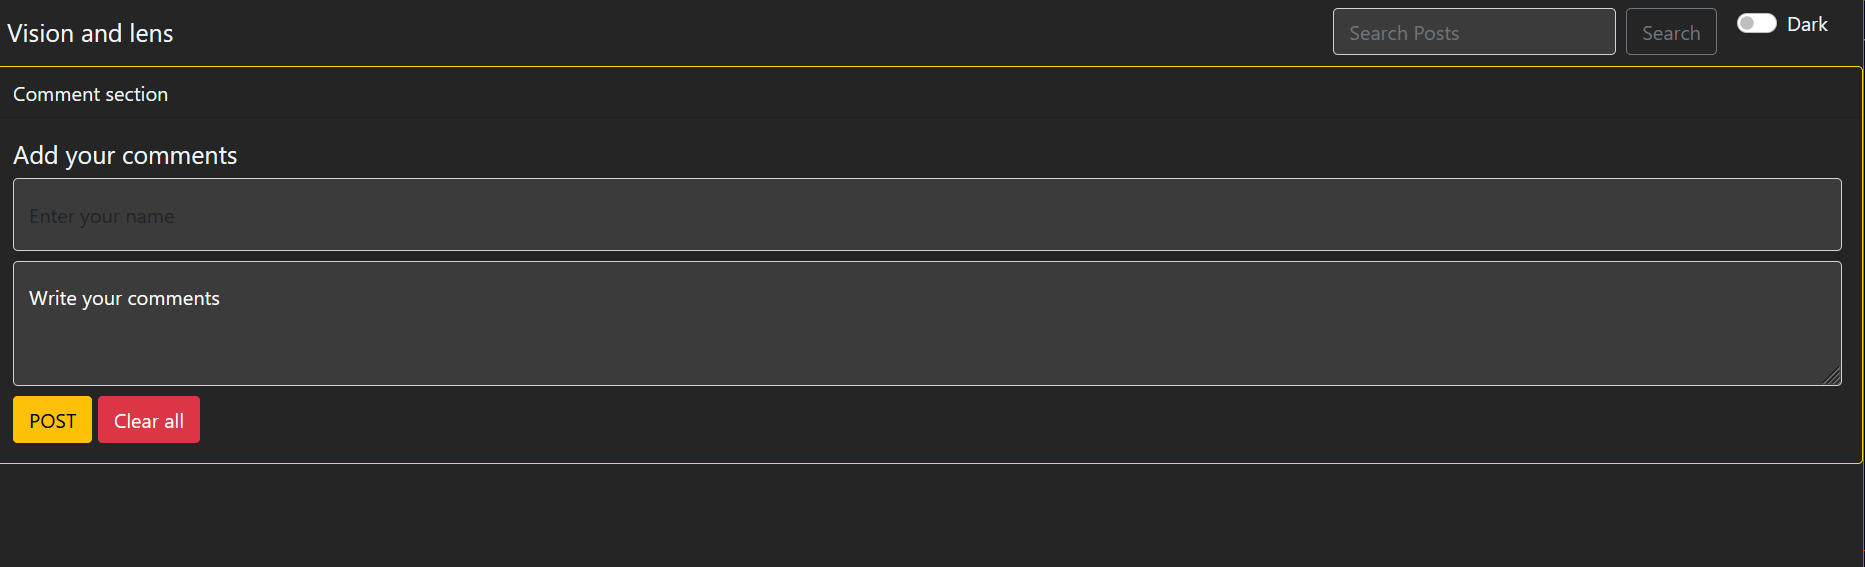 Vision and lens
Search Posts
Search
Dark
Comment section
Add your comments
Enter your name
Write your comments
POST
Clear all